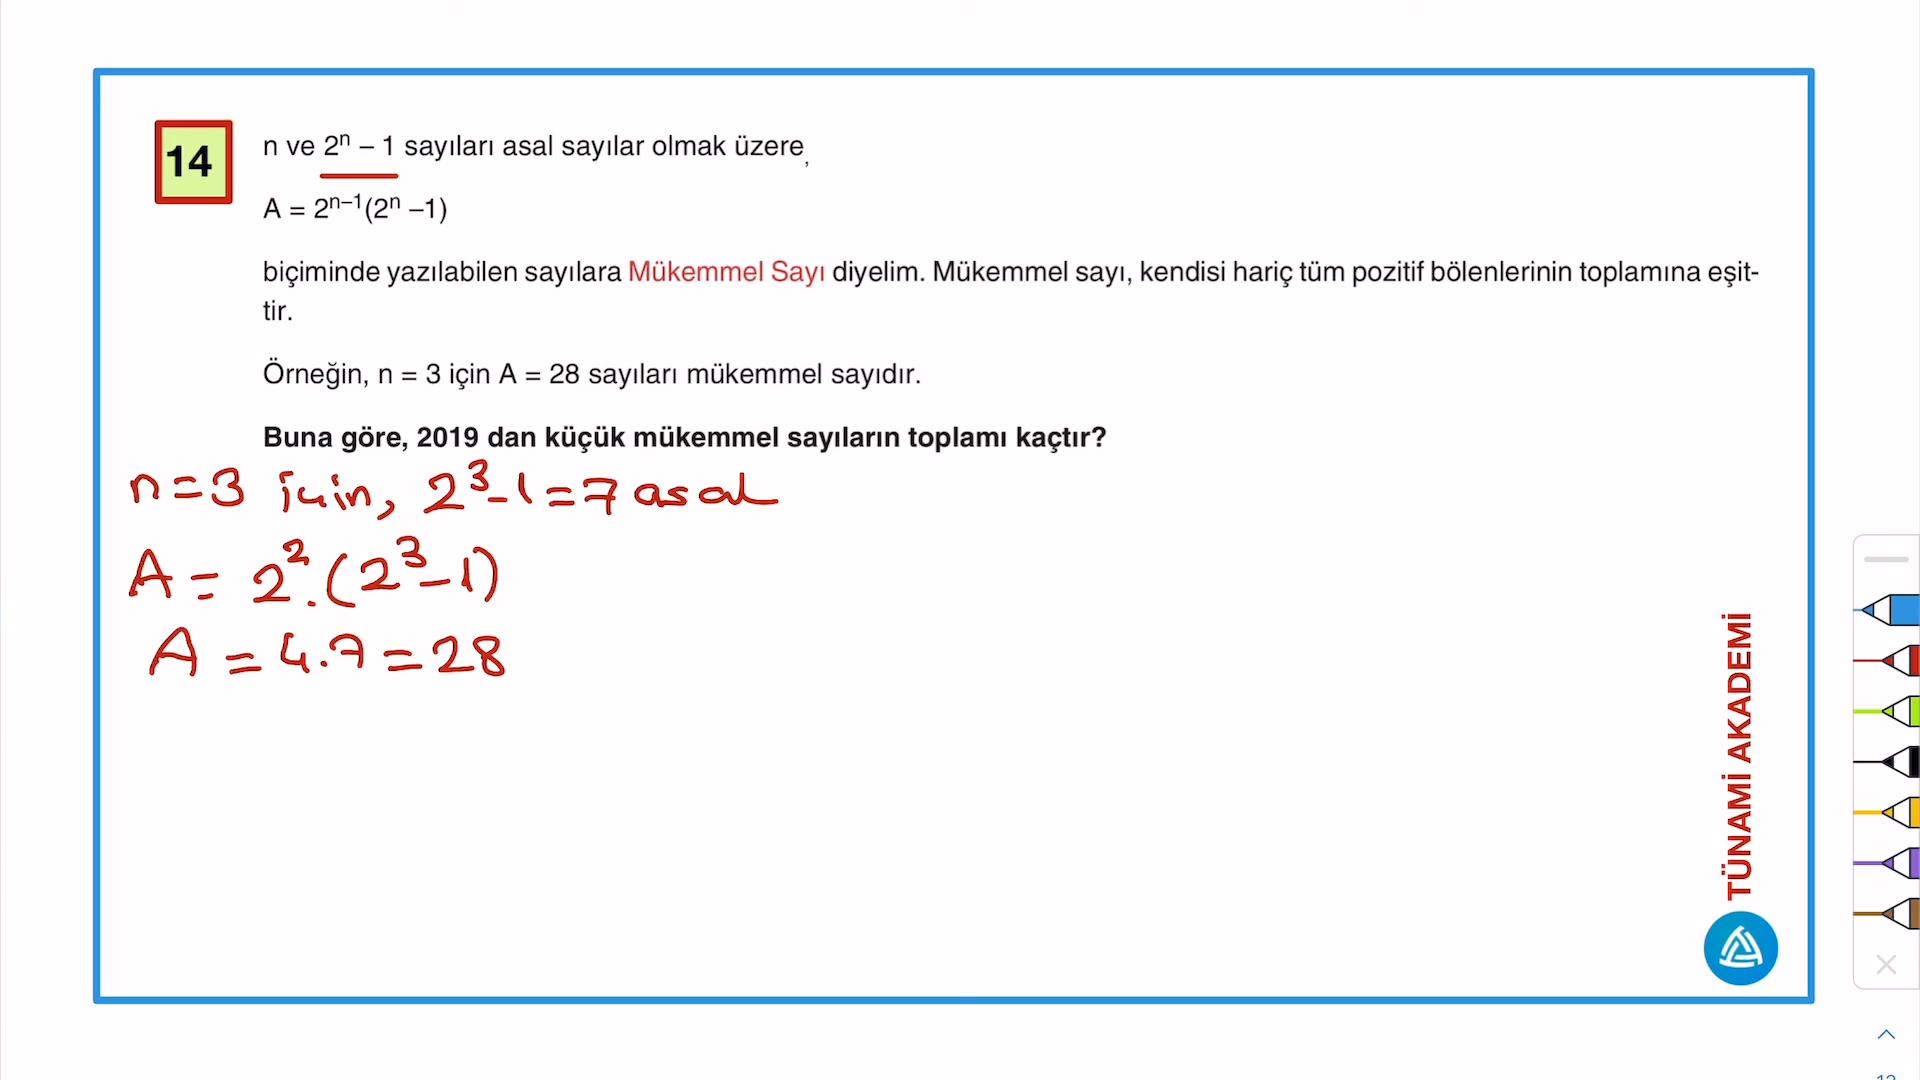 14
n ve 2ⁿ – 1 sayıları asal sayılar olmak üzere,
A = 2ⁿ⁻¹(2ⁿ –1)
biçiminde yazılabilen sayılara Mükemmel Sayı diyelim. Mükemmel sayı, kendisi hariç tüm pozitif bölenlerinin toplamına eşit-
tir.
Örneğin, n = 3 için A = 28 sayıları mükemmel sayıdır.
Buna göre, 2019 dan küçük mükemmel sayıların toplamı kaçtır?
n=3 için, 2³-1=7 asal
A = 2².(2³-1)
A = 4.7=28
TÜNAMİ AKADEMİ